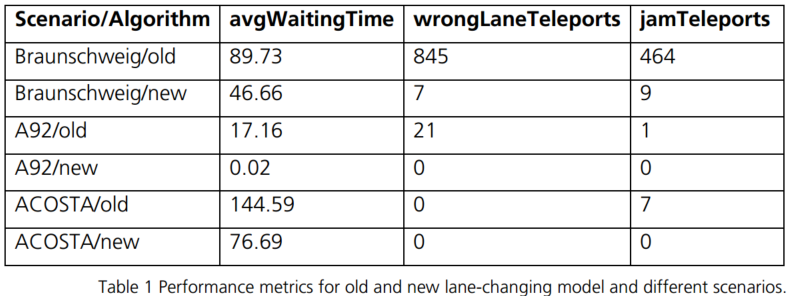 Scenario/Algorithm avgWaitingTime wrongLaneTeleports jamTeleports
Braunschweig/old 89.73 845 464
Braunschweig/new 46.66 7 9
A92/old 17.16 21 1
A92/new 0.02 0 0
ACOSTA/old 144.59 0 7
ACOSTA/new 76.69 0 0
Table 1 Performance metrics for old and new lane-changing model and different scenarios.